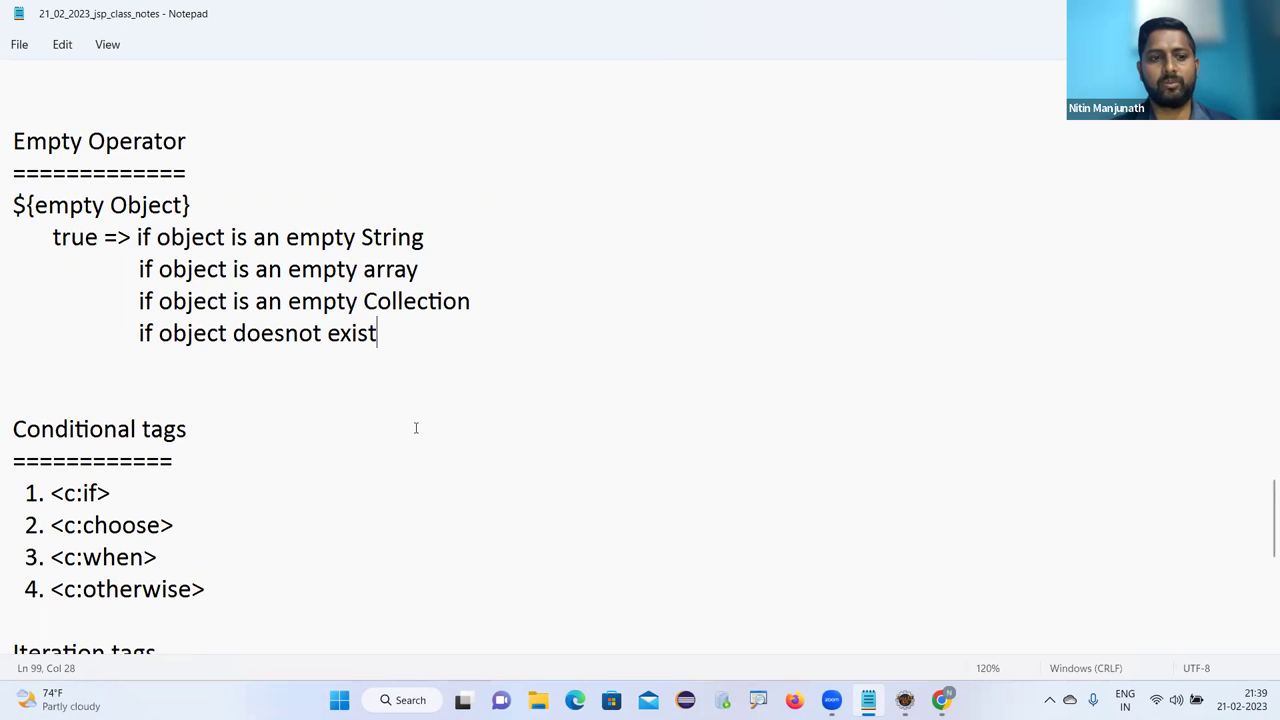 21_02_2023_jsp_class_notes - Notepad
File Edit View
Nitin Manjunath
Empty Operator
=============
${empty Object}
true => if object is an empty String
if object is an empty array
if object is an empty Collection
if object doesnot exist
Conditional tags
============
1. <c:if>
2. <c:choose>
3. <c:when>
4. <c:otherwise>
Iteration tags
Ln 99, Col 28 120% Windows (CRLF) UTF-8
74°F
Partly cloudy
Search
zoom
N
ENG
IN
21:39
21-02-2023